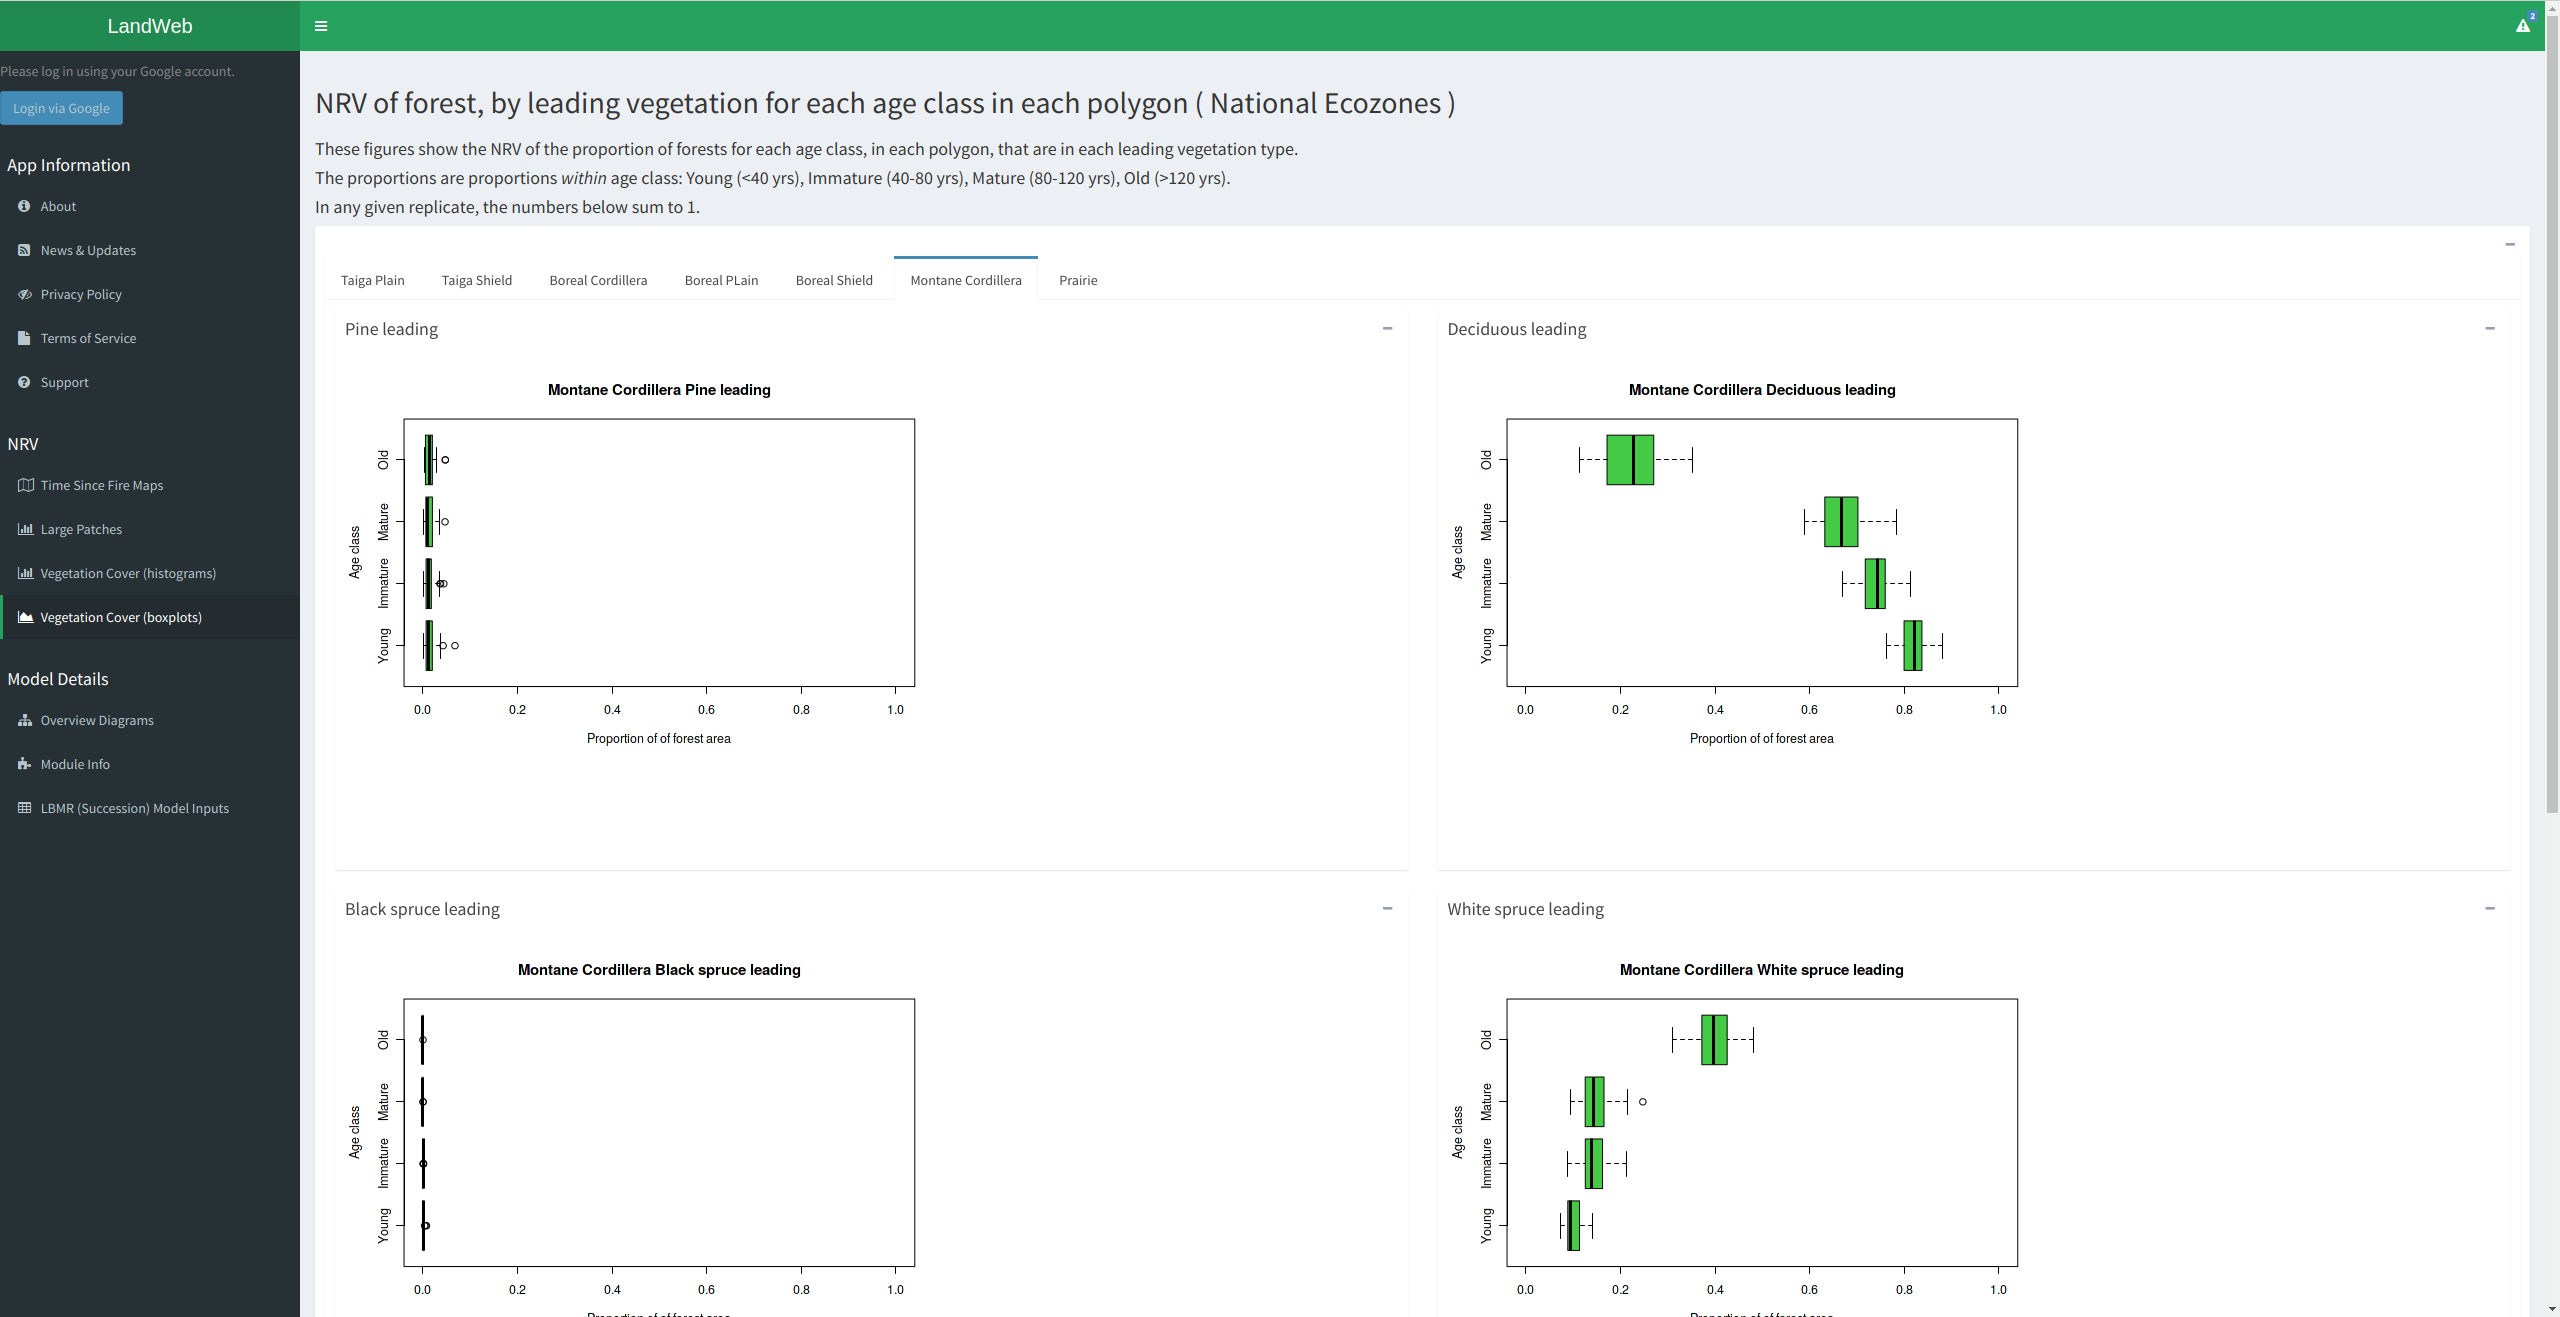 LandWeb
2
Please log in using your Google account.
Login via Google
App Information
About
News & Updates
Privacy Policy
Terms of Service
Support
NRV
Time Since Fire Maps
Large Patches
Vegetation Cover (histograms)
Vegetation Cover (boxplots)
Model Details
Overview Diagrams
Module Info
LBMR (Succession) Model Inputs
NRV of forest, by leading vegetation for each age class in each polygon ( National Ecozones )
These figures show the NRV of the proportion of forests for each age class, in each polygon, that are in each leading vegetation type.
The proportions are proportions within age class: Young (<40 yrs), Immature (40-80 yrs), Mature (80-120 yrs), Old (>120 yrs).
In any given replicate, the numbers below sum to 1.
Taiga Plain Taiga Shield Boreal Cordillera Boreal PLain Boreal Shield Montane Cordillera Prairie
Pine leading
Montane Cordillera Pine leading
Age class
Old
Mature
Immature
Young
0.0 0.2 0.4 0.6 0.8 1.0
Proportion of of forest area
Deciduous leading
Montane Cordillera Deciduous leading
Age class
Old
Mature
Immature
Young
0.0 0.2 0.4 0.6 0.8 1.0
Proportion of of forest area
Black spruce leading
Montane Cordillera Black spruce leading
Age class
Old
Mature
Immature
Young
0.0 0.2 0.4 0.6 0.8 1.0
Proportion of of forest area
White spruce leading
Montane Cordillera White spruce leading
Age class
Old
Mature
Immature
Young
0.0 0.2 0.4 0.6 0.8 1.0
Proportion of of forest area